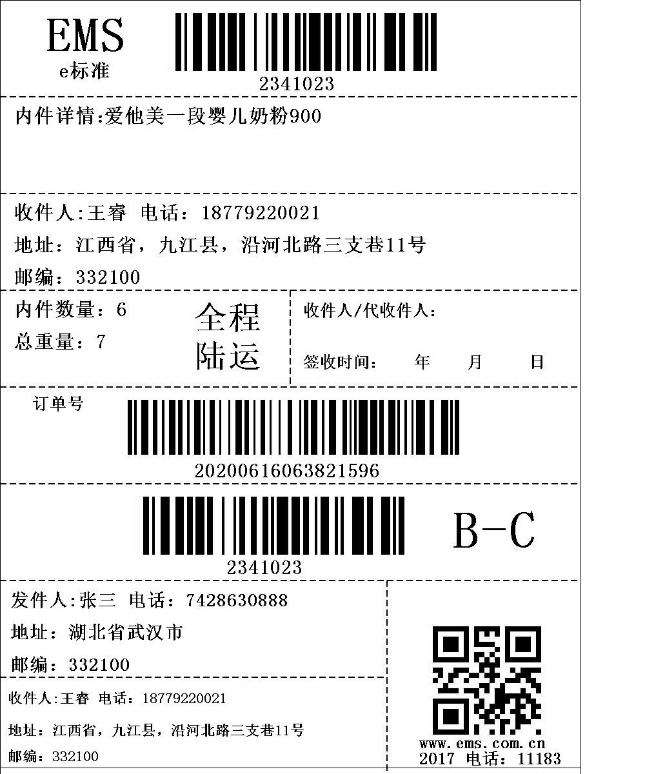 EMS
e标准
2341023
内件详情:爱他美一段婴儿奶粉900
收件人:王睿 电话：18779220021
地址：江西省，九江县，沿河北路三支巷11号
邮编：332100
内件数量：6
总重量：7
全程
陆运
收件人/代收件人：
签收时间： 年 月 日
订单号
20200616063821596
2341023
B-C
发件人:张三 电话：7428630888
地址：湖北省武汉市
邮编：332100
收件人:王睿 电话：18779220021
地址：江西省，九江县，沿河北路三支巷11号
邮编：332100
www.ems.com.cn
2017 电话：11183